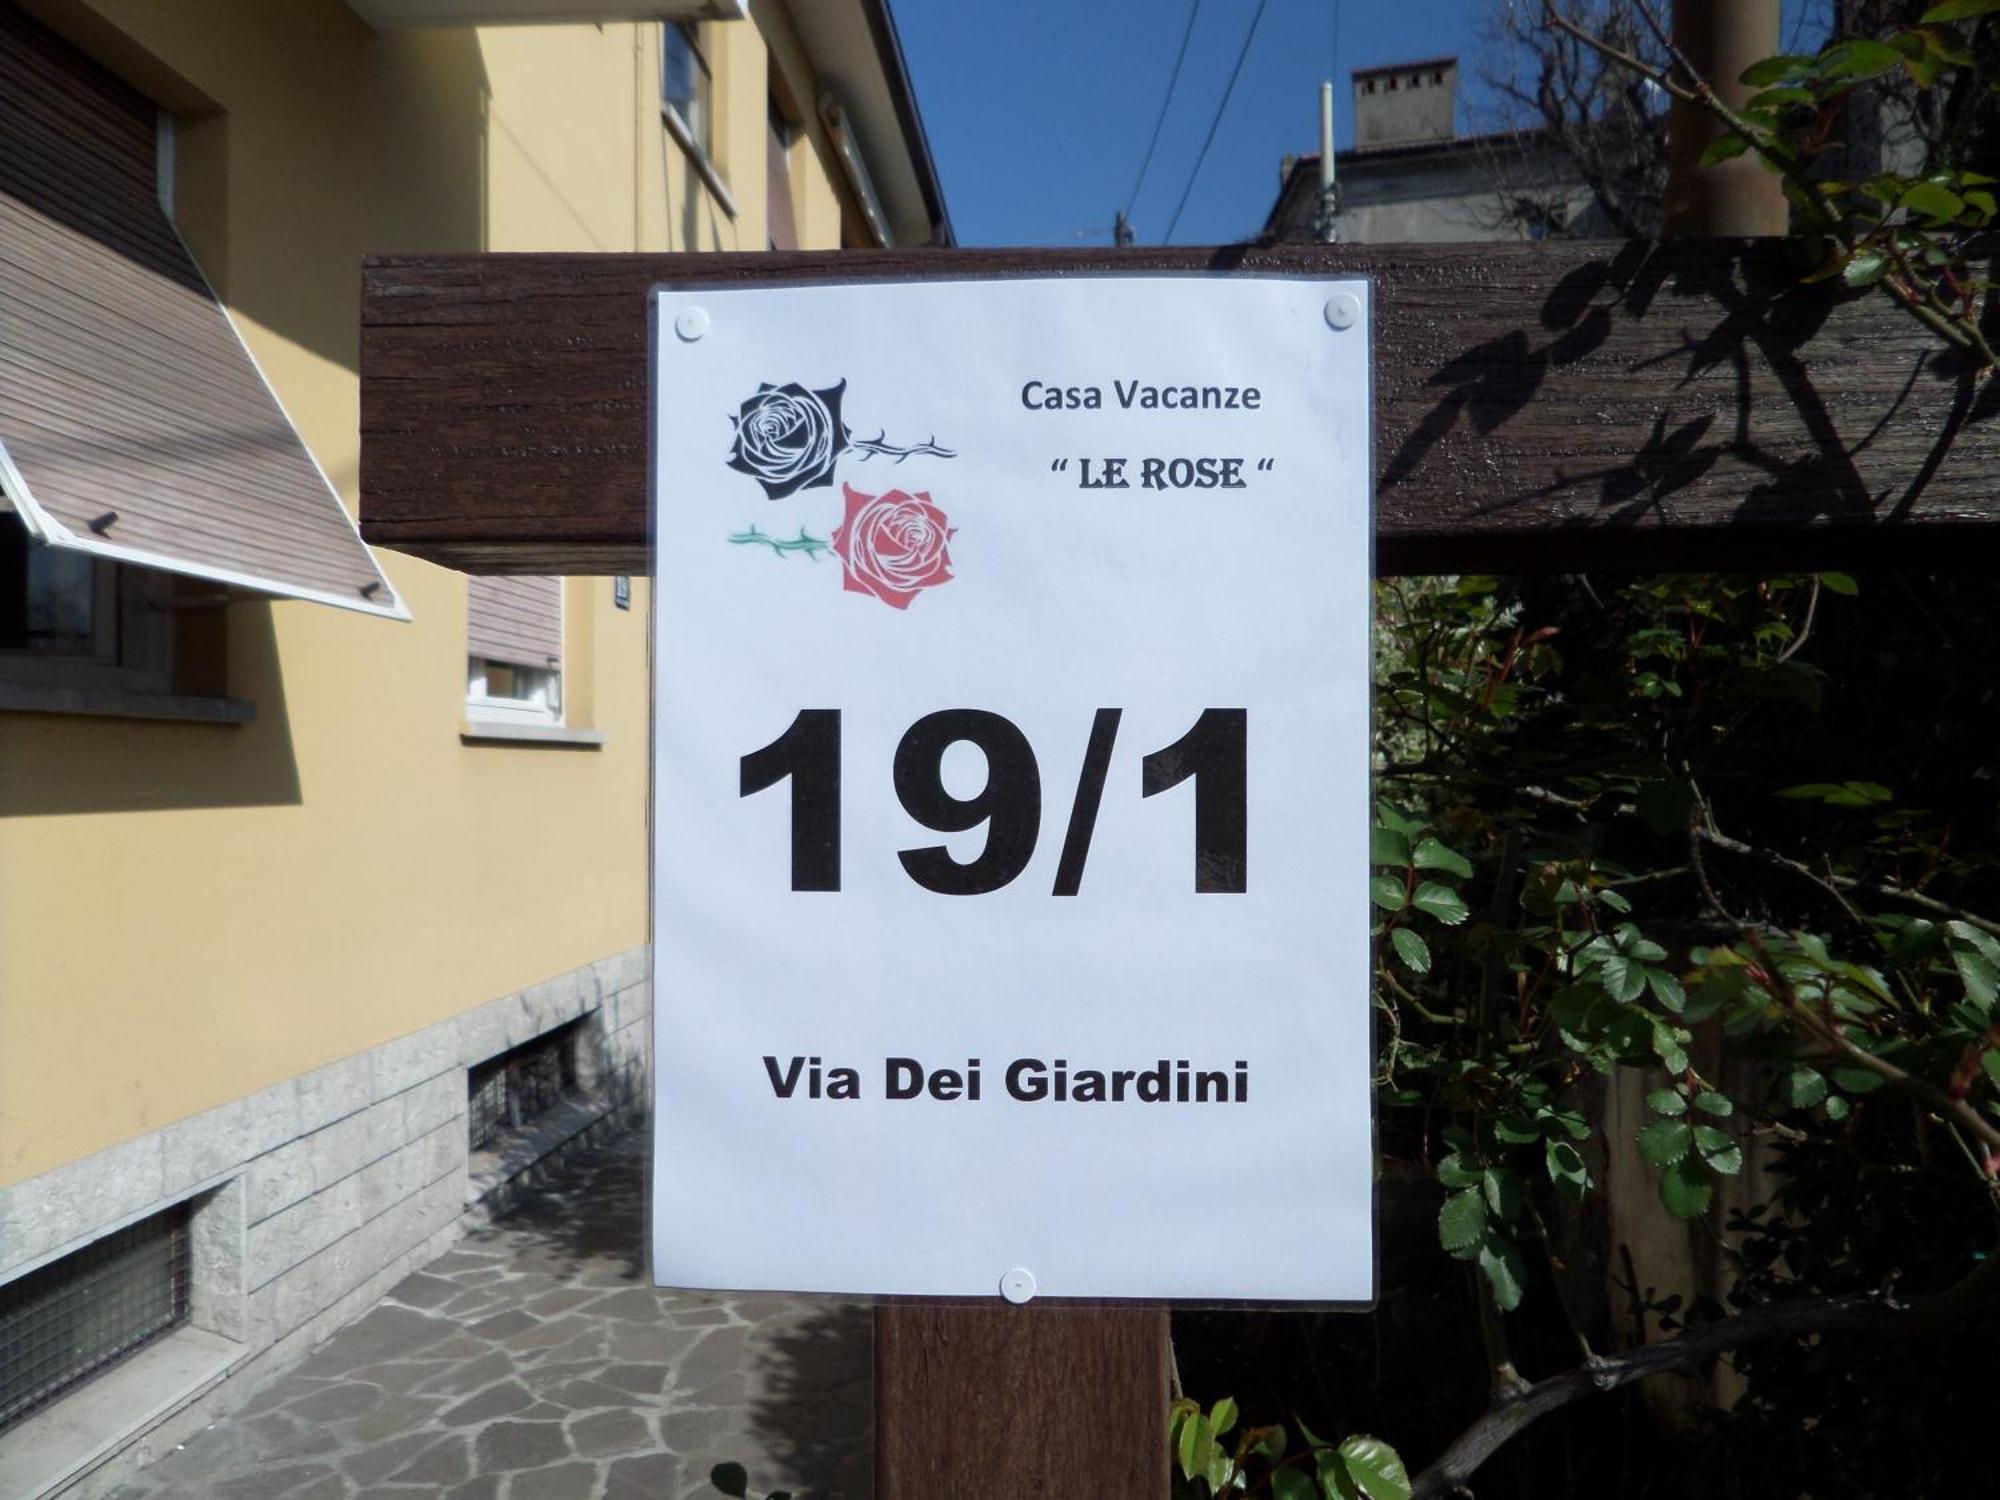 Casa Vacanze
“ LE ROSE “
19/1
Via Dei Giardini